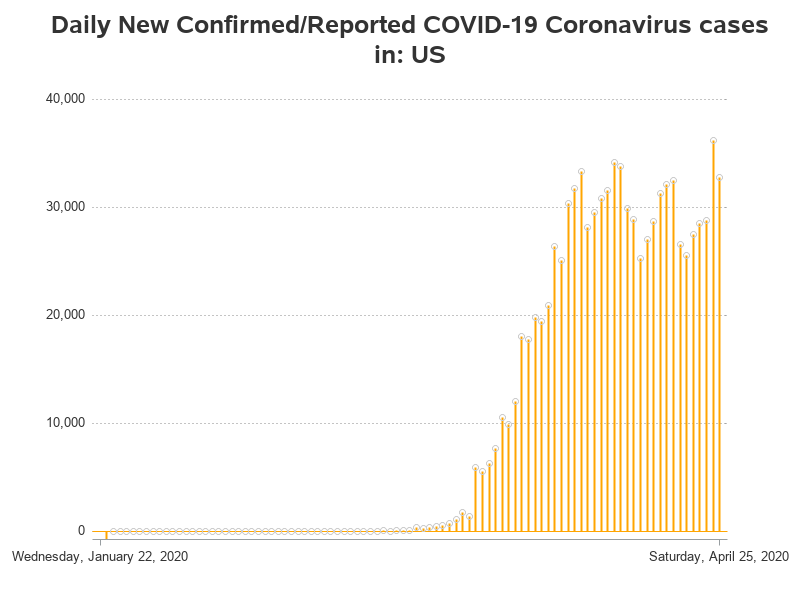 Daily New Confirmed/Reported COVID-19 Coronavirus cases
in: US
40,000
30,000
20,000
10,000
0
Wednesday, January 22, 2020
Saturday, April 25, 2020